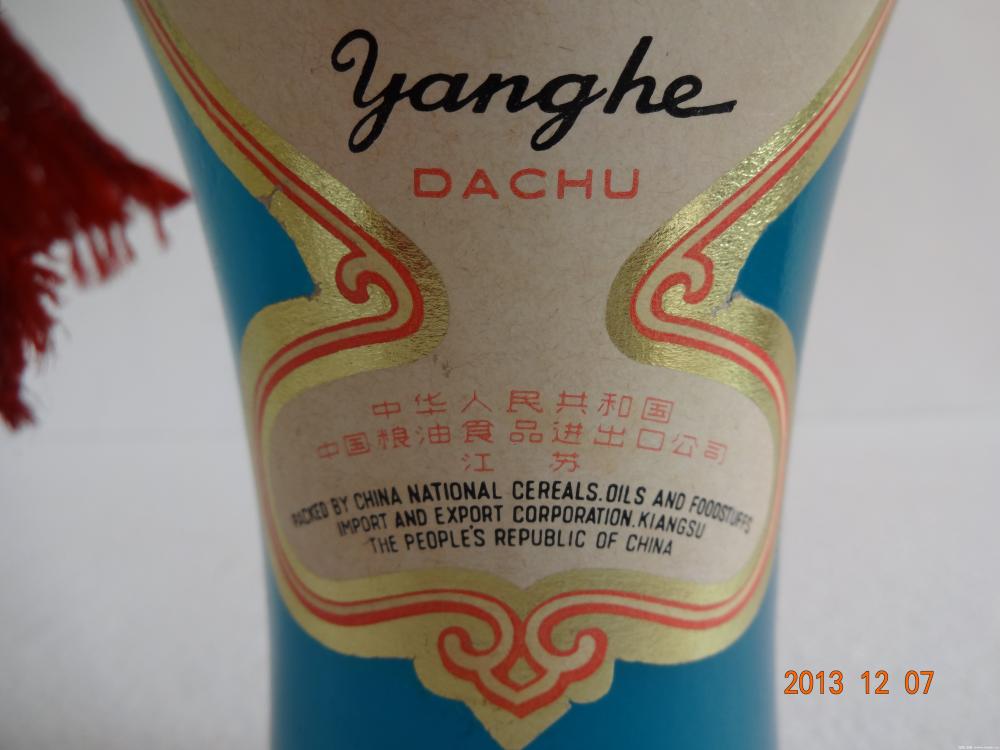 Yanghe
DACHU
中华人民共和国
中国粮油食品进出口公司
江 苏
PACKED BY CHINA NATIONAL CEREALS.OILS AND FOODSTUFFS
IMPORT AND EXPORT CORPORATION.KIANGSU
THE PEOPLE'S REPUBLIC OF CHINA
2013 12 07